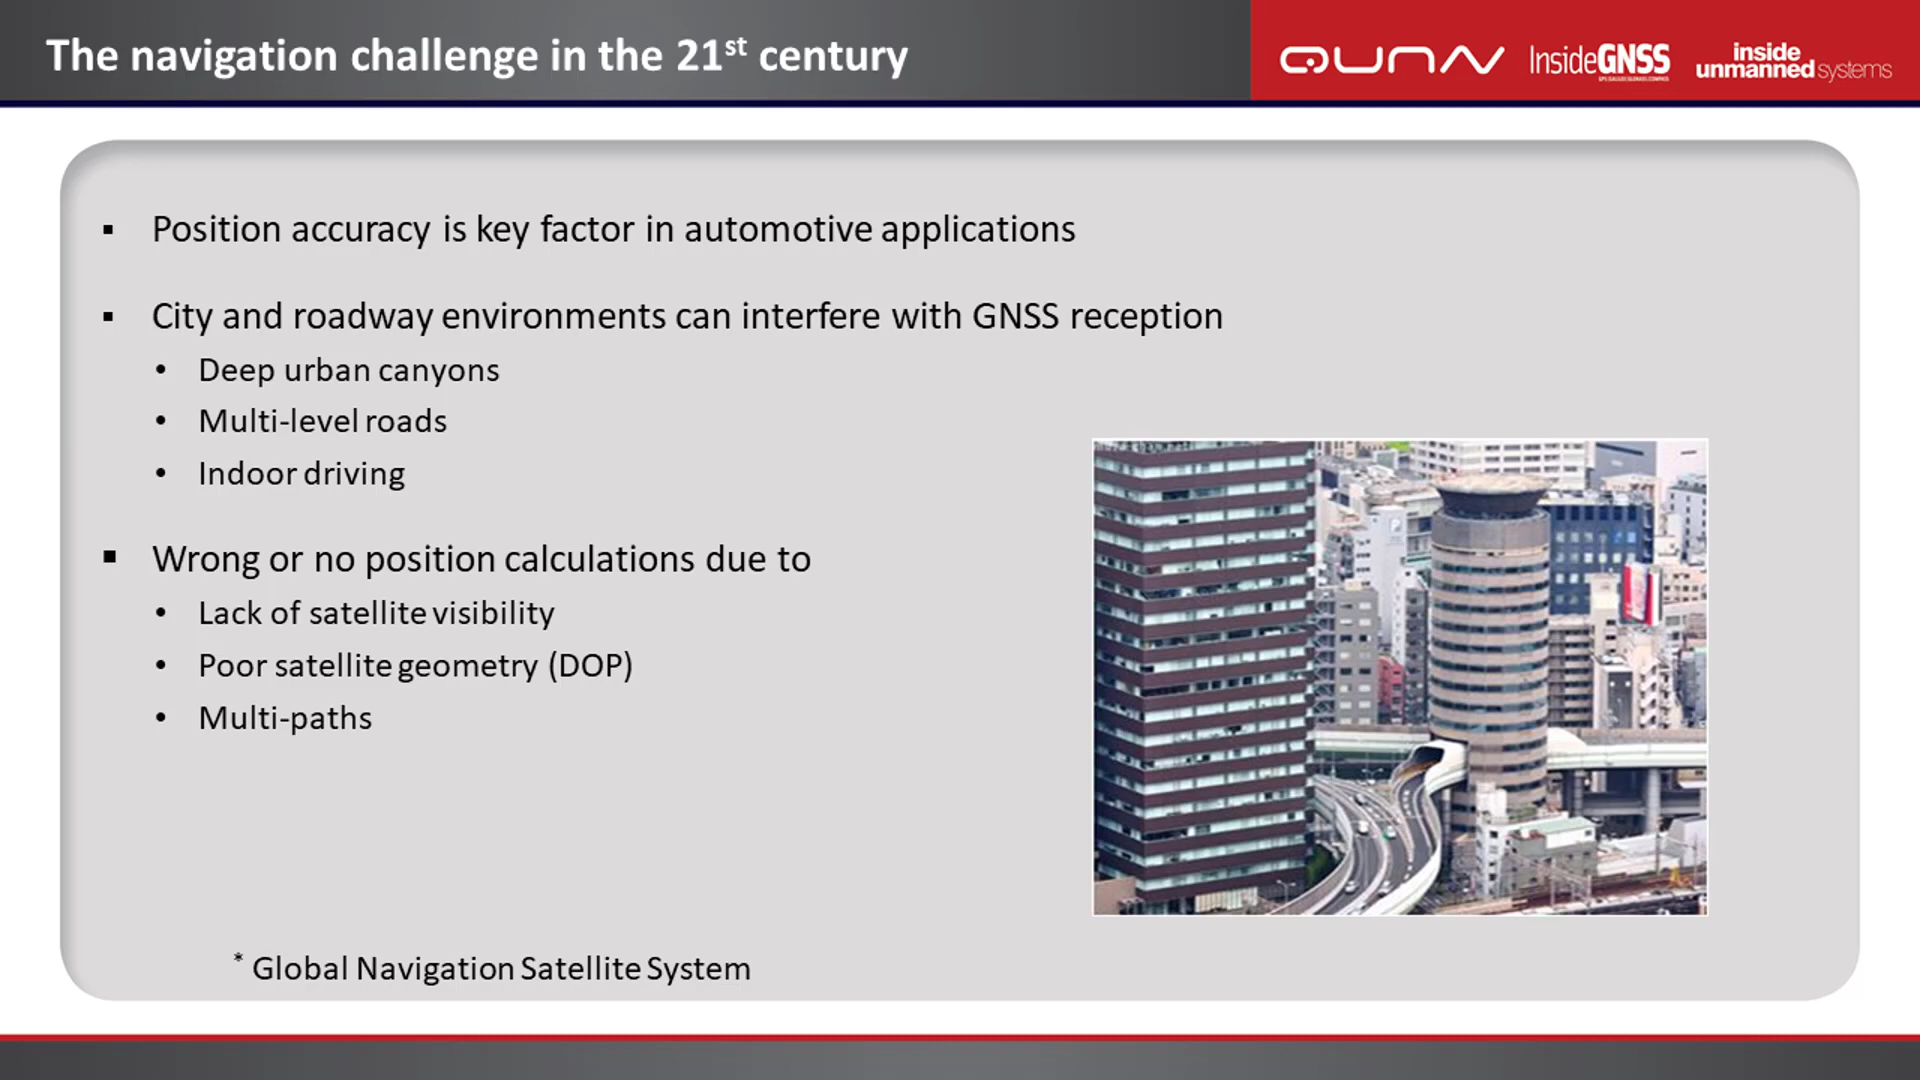 The navigation challenge in the 21st century
QUNAV
InsideGNSS
inside
unmanned systems
▪ Position accuracy is key factor in automotive applications
▪ City and roadway environments can interfere with GNSS reception
• Deep urban canyons
• Multi-level roads
• Indoor driving
▪ Wrong or no position calculations due to
• Lack of satellite visibility
• Poor satellite geometry (DOP)
• Multi-paths
* Global Navigation Satellite System